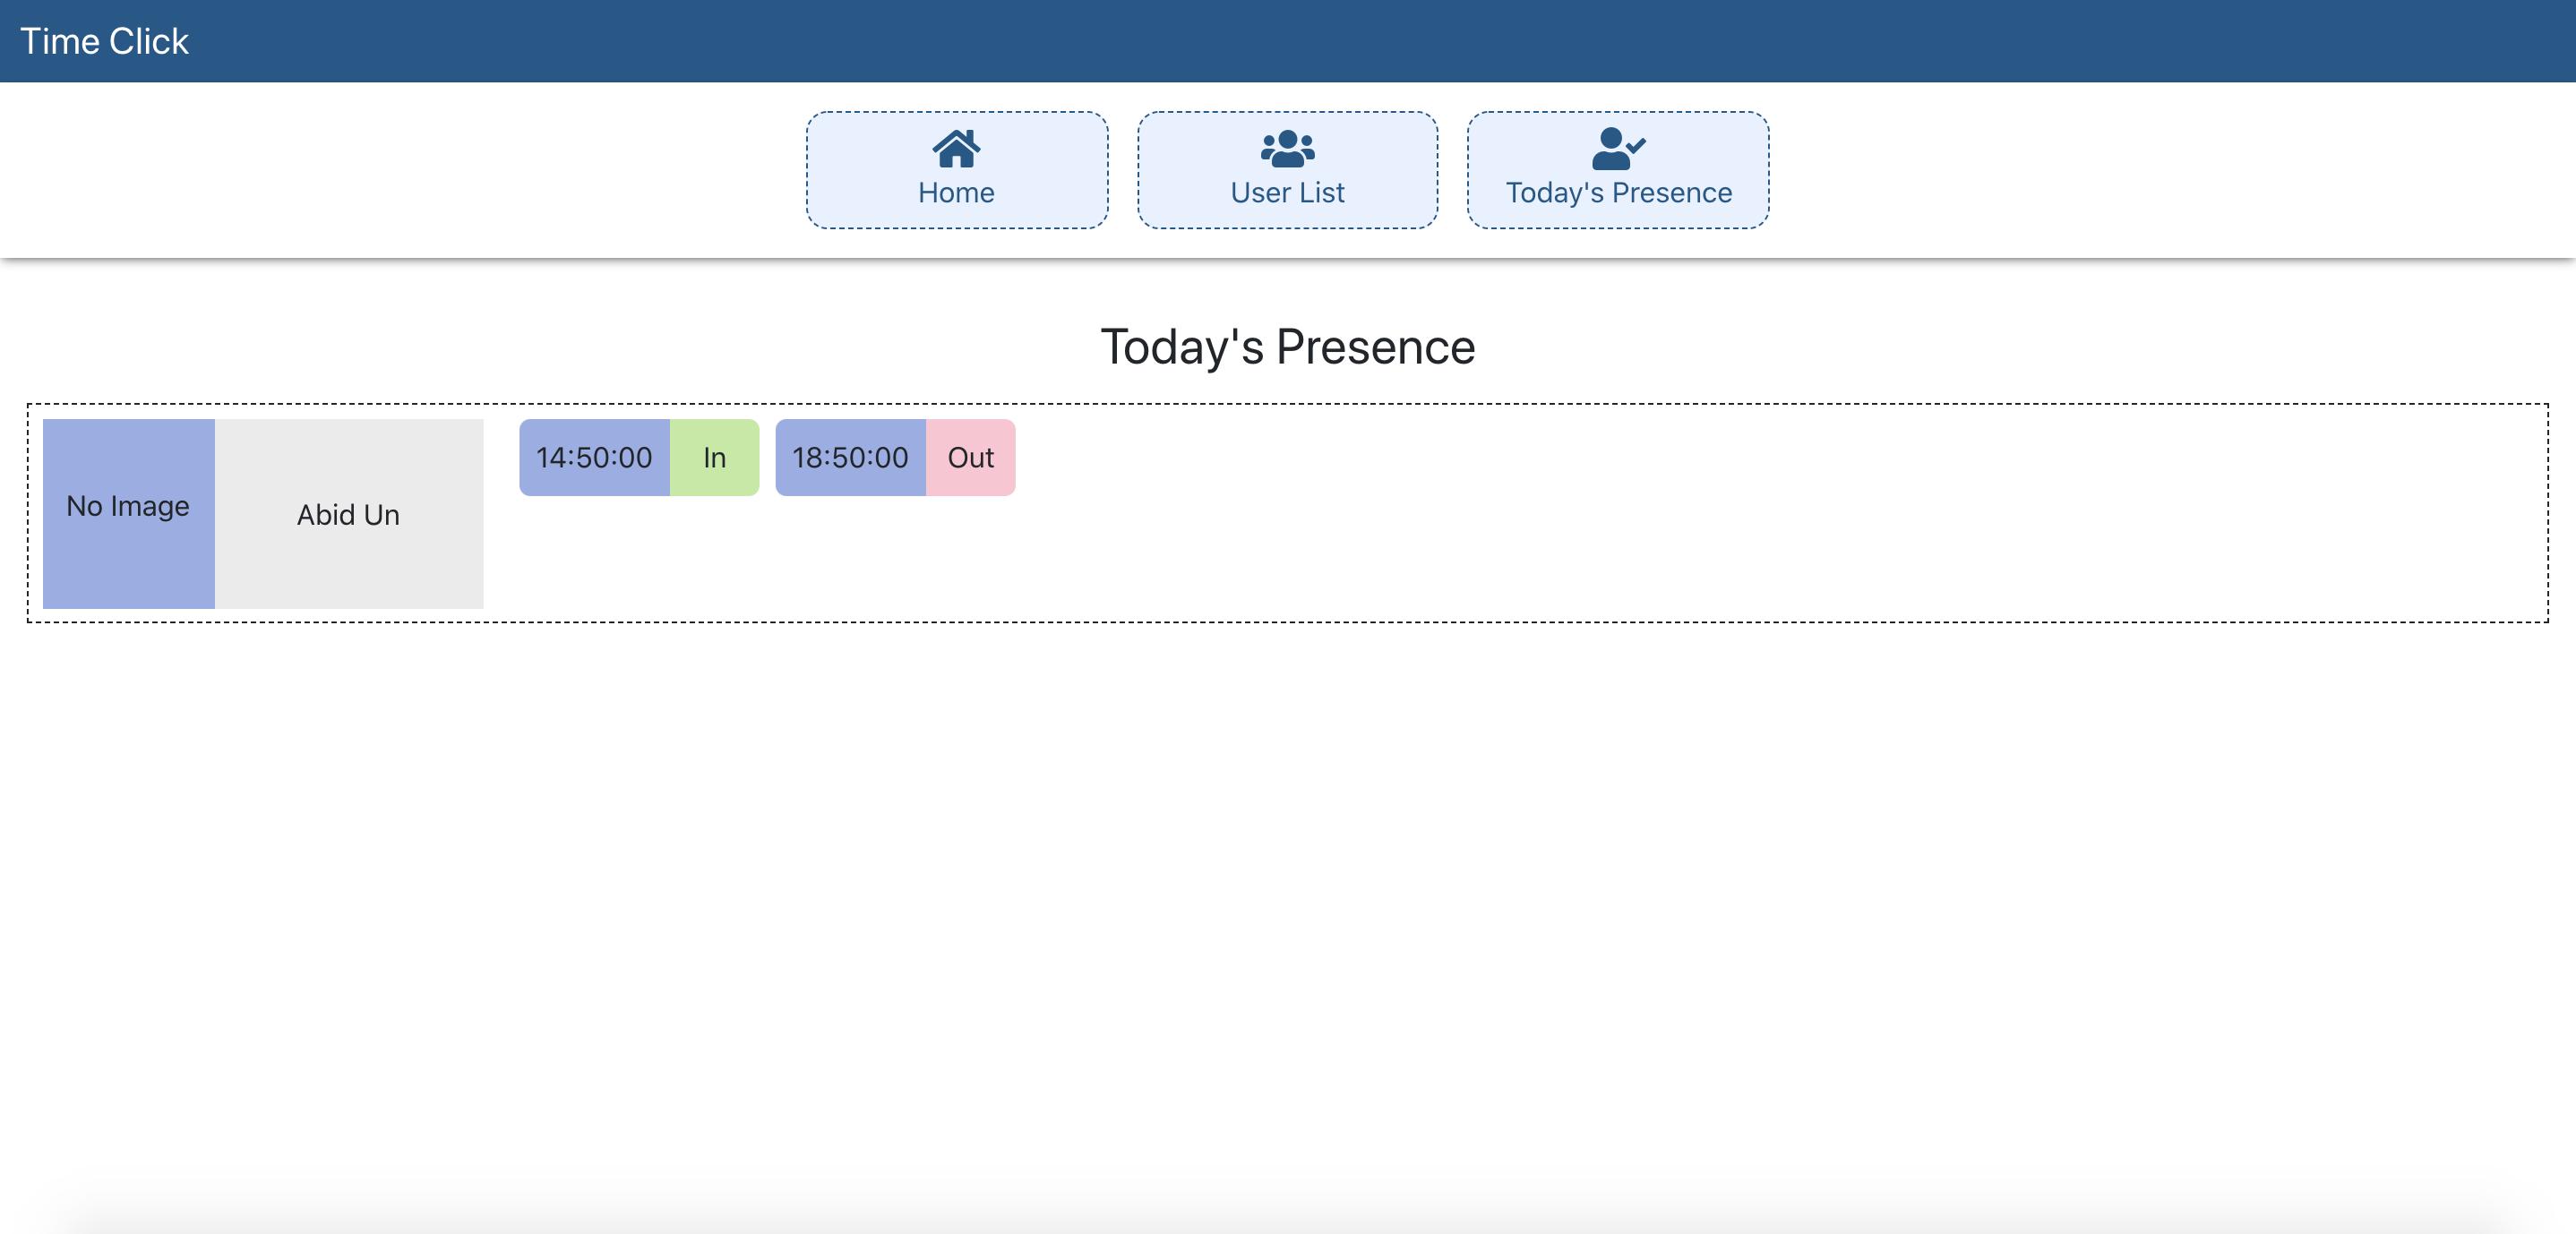 Time Click
Home
User List
Today's Presence
Today's Presence
No Image
Abid Un
14:50:00 In 18:50:00 Out